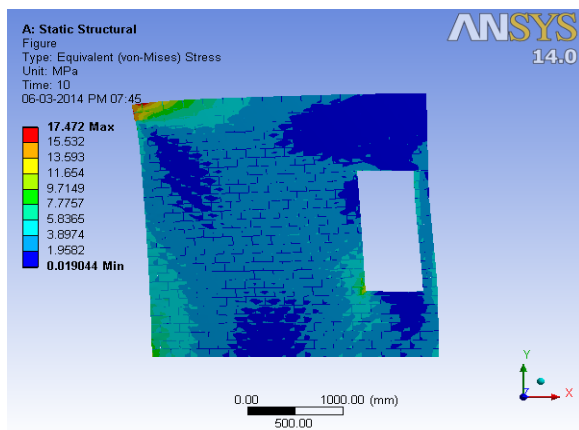 A: Static Structural
Figure
Type: Equivalent (von-Mises) Stress
Unit: MPa
Time: 10
06-03-2014 PM 07:45
ANSYS
14.0
17.472 Max
15.532
13.593
11.654
9.7149
7.7757
5.8365
3.8974
1.9582
0.019044 Min
0.00 1000.00 (mm)
500.00
Y
Z X